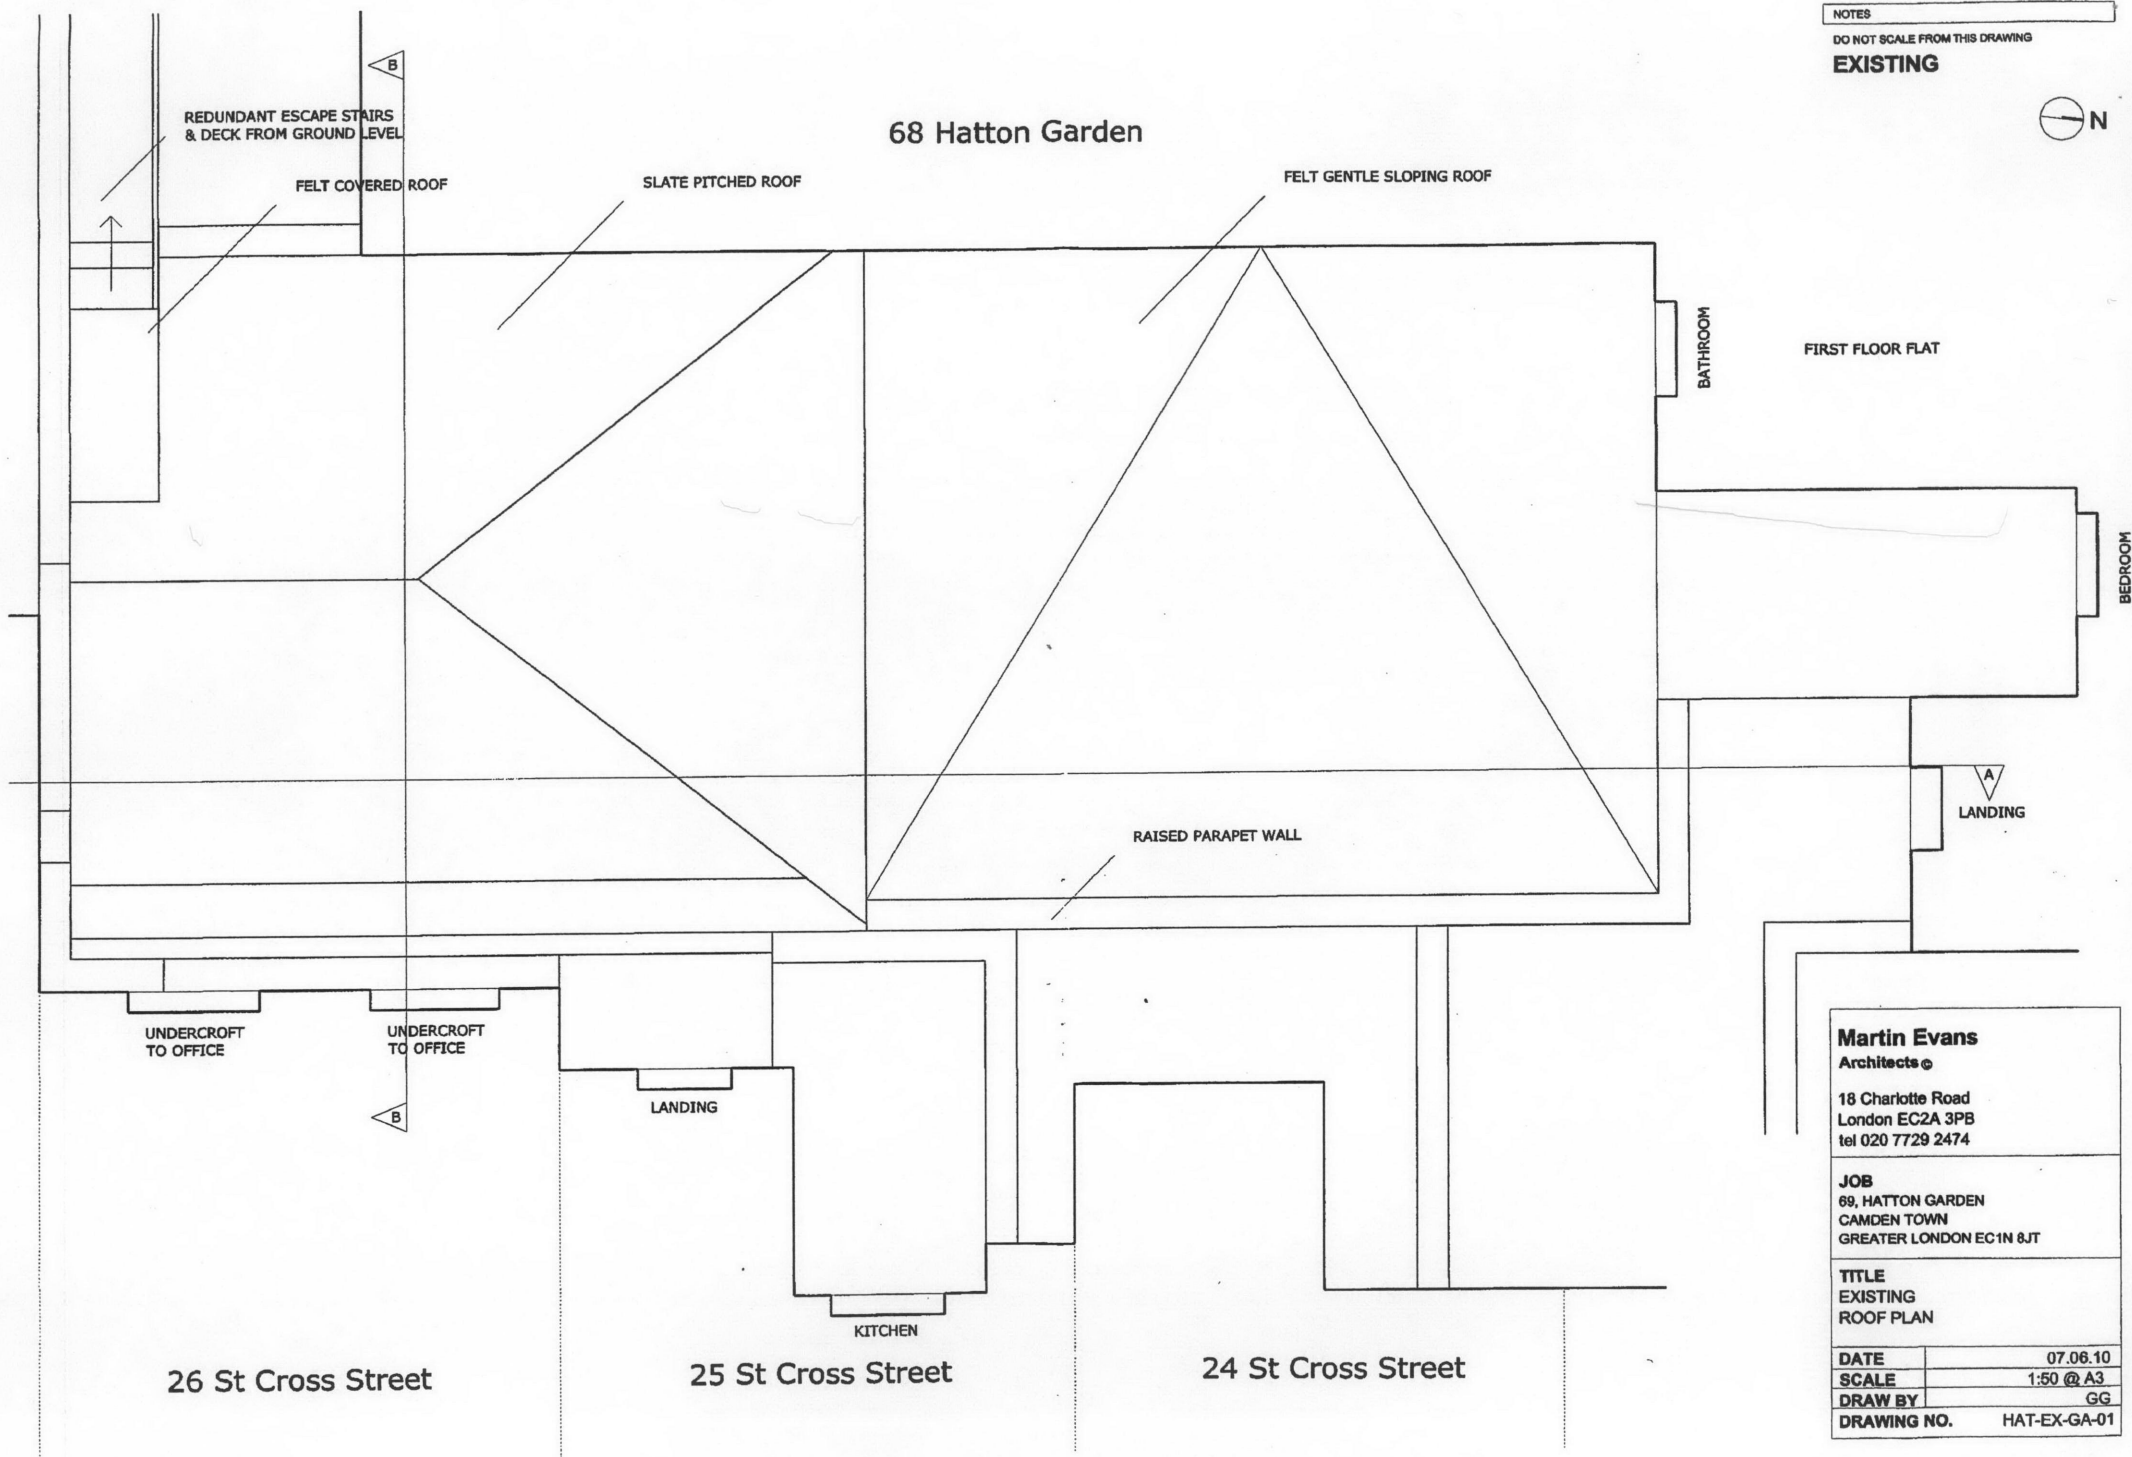 NOTES
DO NOT SCALE FROM THIS DRAWING
EXISTING
N
B
REDUNDANT ESCAPE STAIRS
& DECK FROM GROUND LEVEL
68 Hatton Garden
FELT COVERED ROOF
SLATE PITCHED ROOF
FELT GENTLE SLOPING ROOF
BATHROOM
FIRST FLOOR FLAT
BEDROOM
A
LANDING
RAISED PARAPET WALL
UNDERCROFT
TO OFFICE
UNDERCROFT
TO OFFICE
B
LANDING
KITCHEN
26 St Cross Street
25 St Cross Street
24 St Cross Street
Martin Evans
Architects ©
18 Charlotte Road
London EC2A 3PB
tel 020 7729 2474
JOB
69, HATTON GARDEN
CAMDEN TOWN
GREATER LONDON EC1N 8JT
TITLE
EXISTING
ROOF PLAN
DATE 07.06.10
SCALE 1:50 @ A3
DRAW BY GG
DRAWING NO. HAT-EX-GA-01